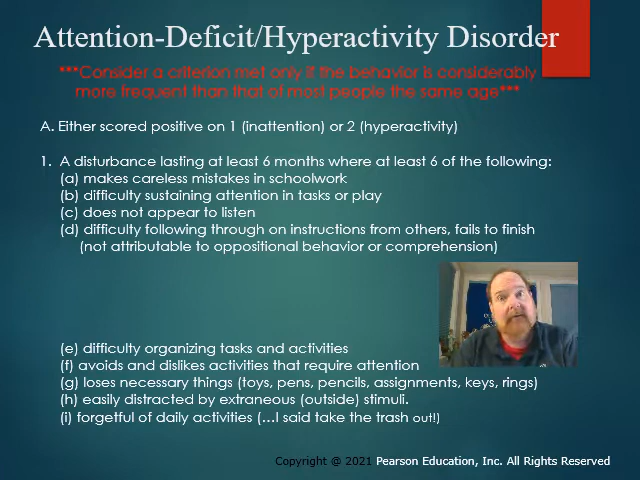 Attention-Deficit/Hyperactivity Disorder
***Consider a criterion met only if the behavior is considerably
more frequent than that of most people the same age***
A. Either scored positive on 1 (inattention) or 2 (hyperactivity)
1. A disturbance lasting at least 6 months where at least 6 of the following:
(a) makes careless mistakes in schoolwork
(b) difficulty sustaining attention in tasks or play
(c) does not appear to listen
(d) difficulty following through on instructions from others, fails to finish
(not attributable to oppositional behavior or comprehension)
(e) difficulty organizing tasks and activities
(f) avoids and dislikes activities that require attention
(g) loses necessary things (toys, pens, pencils, assignments, keys, rings)
(h) easily distracted by extraneous (outside) stimuli.
(i) forgetful of daily activities (…I said take the trash out!)
Copyright @ 2021 Pearson Education, Inc. All Rights Reserved